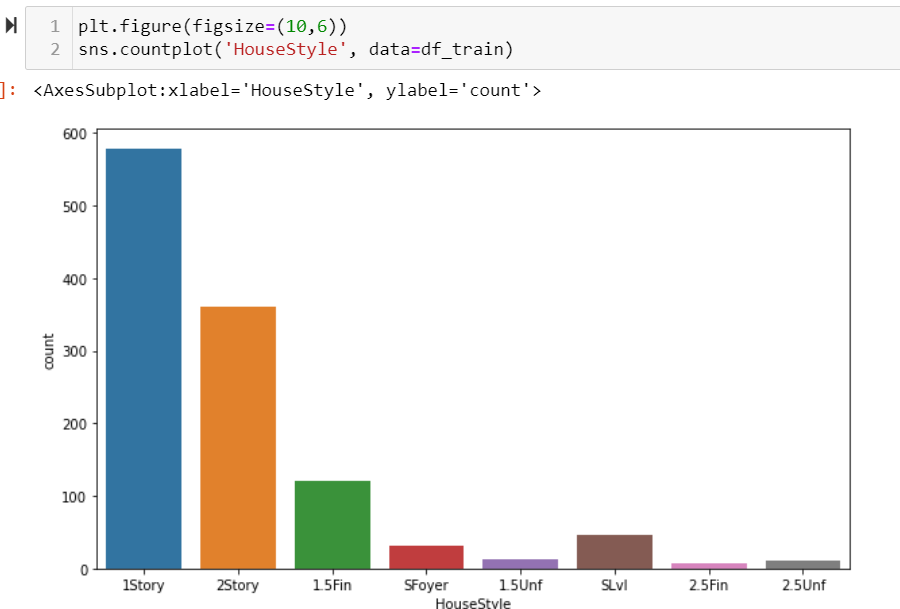 1 plt.figure(figsize=(10,6))
2 sns.countplot('HouseStyle', data=df_train)
]: <AxesSubplot:xlabel='HouseStyle', ylabel='count'>
600
500
400
300
200
100
0
count
1Story 2Story 1.5Fin SFoyer 1.5Unf SLvl 2.5Fin 2.5Unf
HouseStyle